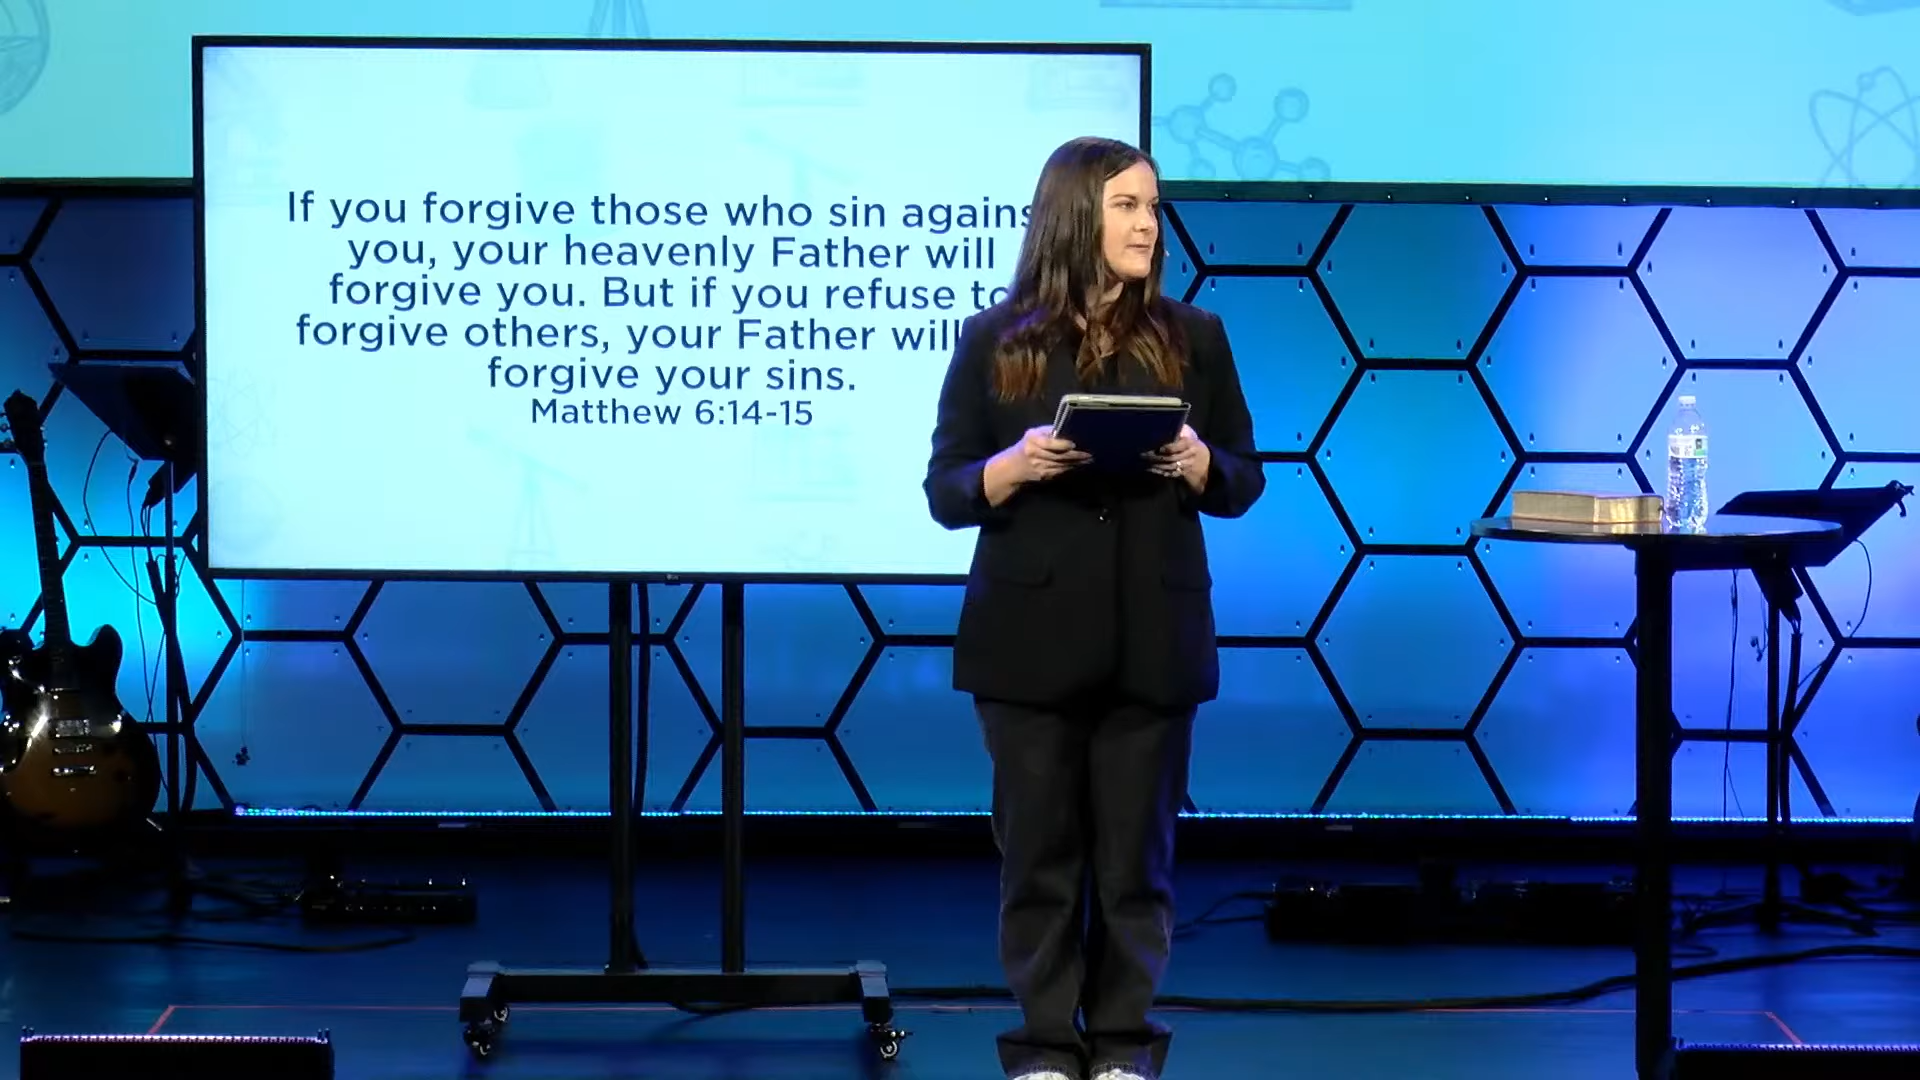 If you forgive those who sin agains
you, your heavenly Father will
forgive you. But if you refuse to
forgive others, your Father will
forgive your sins.
Matthew 6:14-15